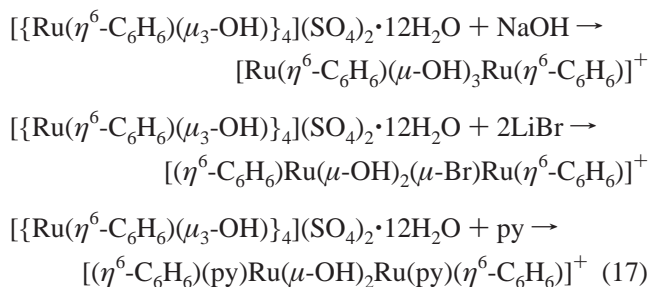 [{Ru(η⁶-C₆H₆)(μ₃-OH)}₄](SO₄)₂•12H₂O + NaOH →
[Ru(η⁶-C₆H₆)(μ-OH)₃Ru(η⁶-C₆H₆)]⁺
[{Ru(η⁶-C₆H₆)(μ₃-OH)}₄](SO₄)₂•12H₂O + 2LiBr →
[(η⁶-C₆H₆)Ru(μ-OH)₂(μ-Br)Ru(η⁶-C₆H₆)]⁺
[{Ru(η⁶-C₆H₆)(μ₃-OH)}₄](SO₄)₂•12H₂O + py →
[(η⁶-C₆H₆)(py)Ru(μ-OH)₂Ru(py)(η⁶-C₆H₆)]⁺ (17)